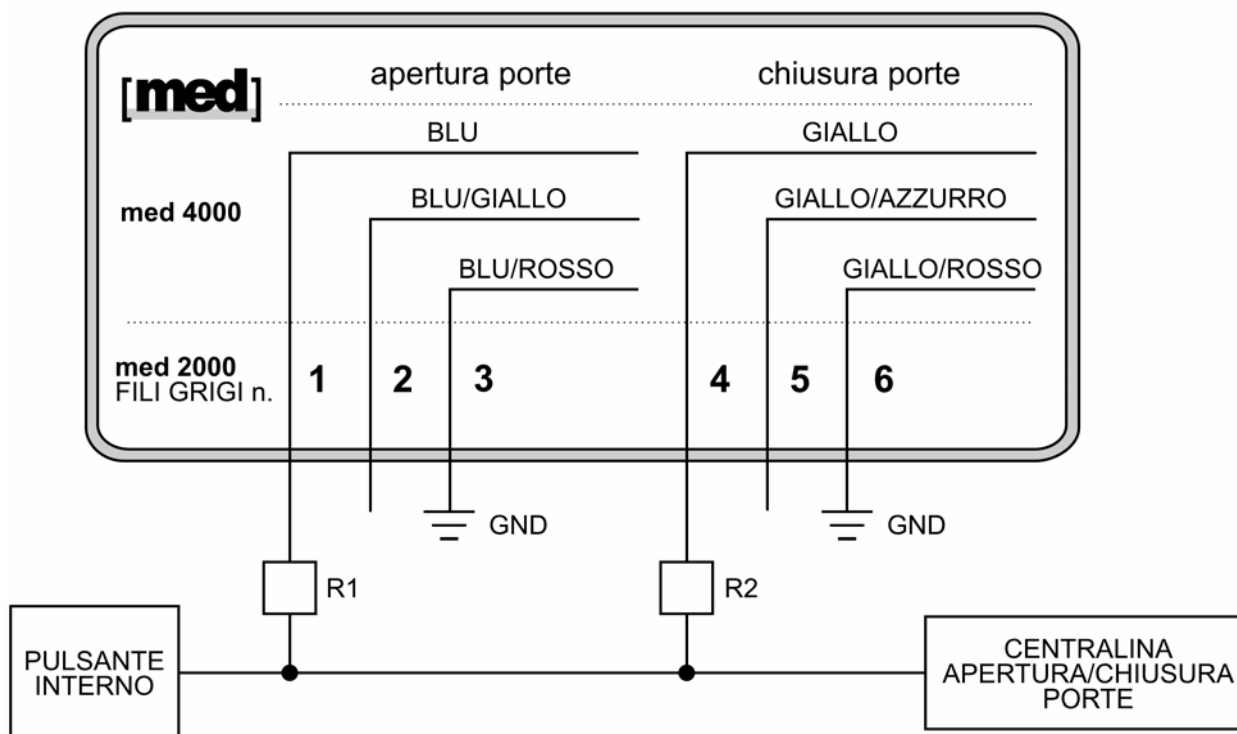 [med]
apertura porte
chiusura porte
BLU
GIALLO
med 4000
BLU/GIALLO
GIALLO/AZZURRO
BLU/ROSSO
GIALLO/ROSSO
med 2000
FILI GRIGI n.
1
2
3
4
5
6
GND
GND
R1
R2
PULSANTE
INTERNO
CENTRALINA
APERTURA/CHIUSURA
PORTE